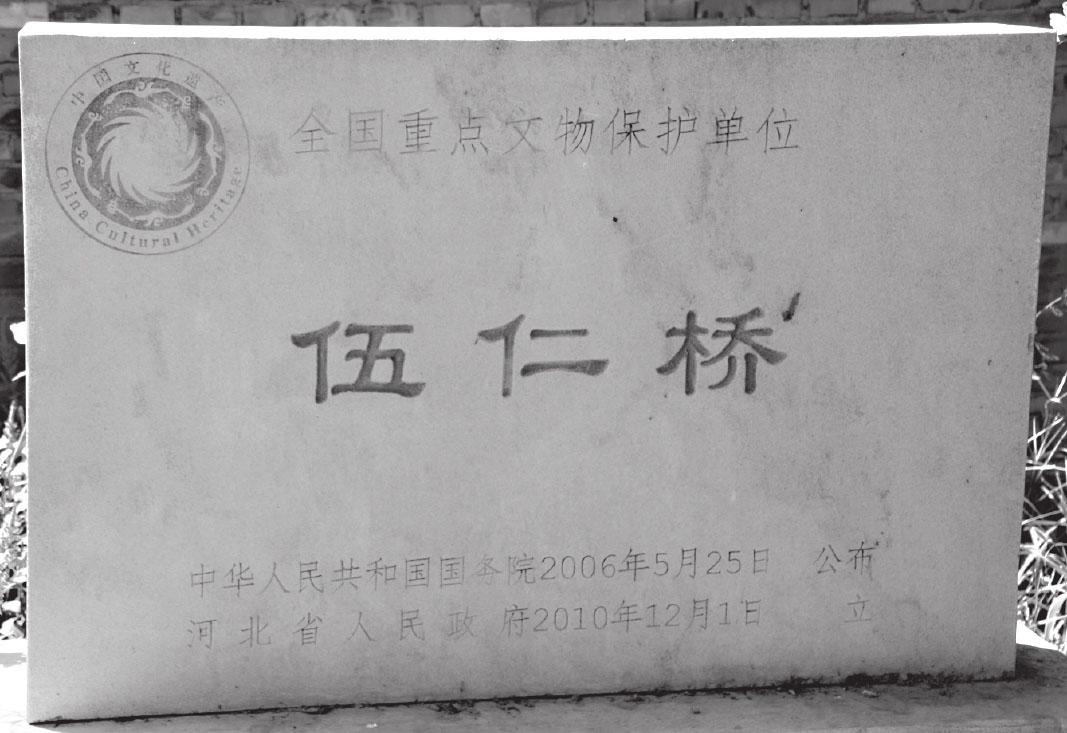 中国文化遗产
China Cultural Heritage
全国重点文物保护单位
伍仁桥
中华人民共和国国务院2006年5月25日 公布
河北省人民政府2010年12月1日 立